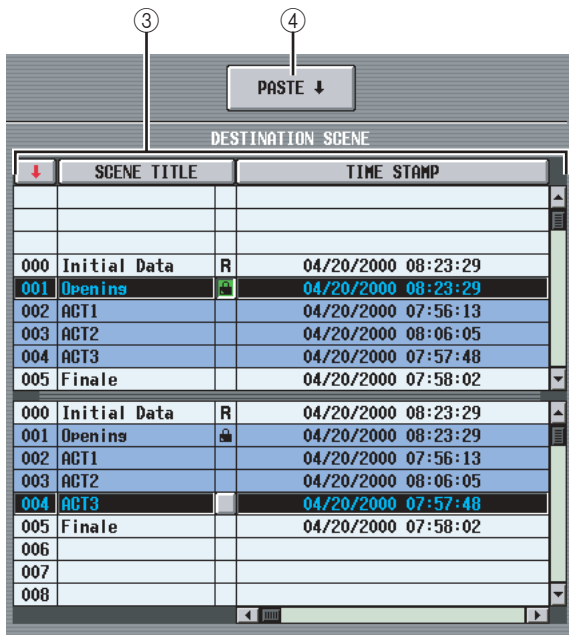 ③ ④
PASTE ↓
DESTINATION SCENE
↓ SCENE TITLE TIME STAMP
000 Initial Data R 04/20/2000 08:23:29
001 Opening 04/20/2000 08:23:29
002 ACT1 04/20/2000 07:56:13
003 ACT2 04/20/2000 08:06:05
004 ACT3 04/20/2000 07:57:48
005 Finale 04/20/2000 07:58:02
000 Initial Data R 04/20/2000 08:23:29
001 Opening 04/20/2000 08:23:29
002 ACT1 04/20/2000 07:56:13
003 ACT2 04/20/2000 08:06:05
004 ACT3 04/20/2000 07:57:48
005 Finale 04/20/2000 07:58:02
006
007
008